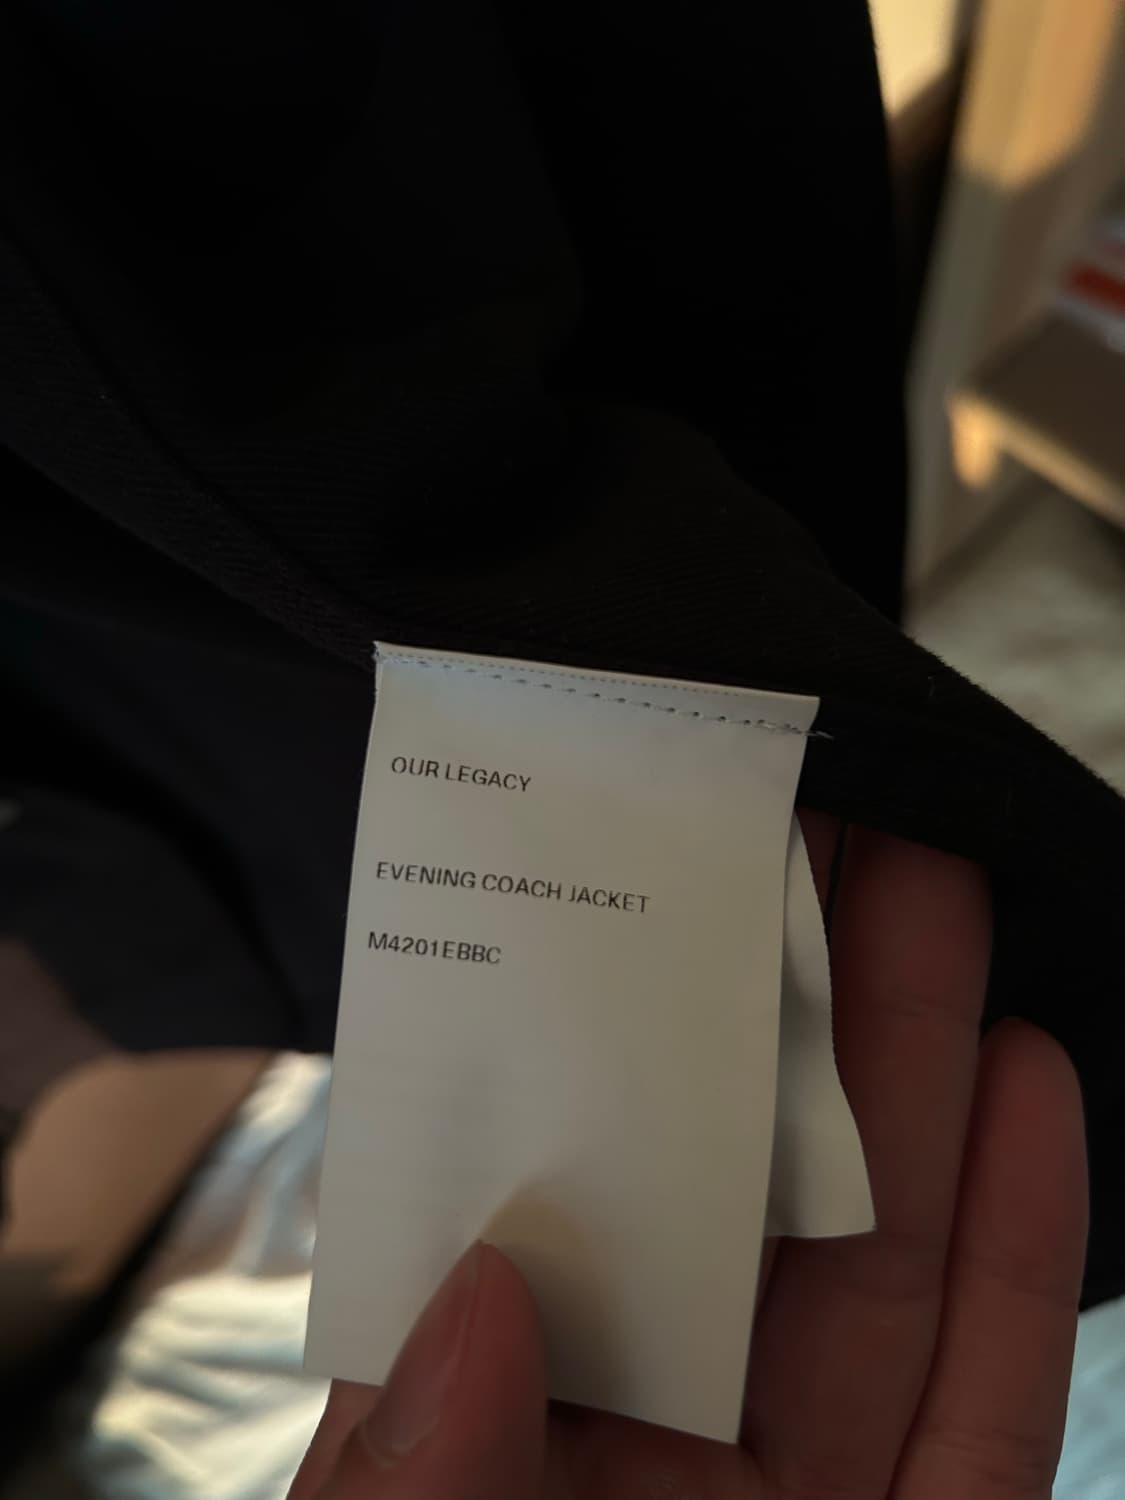 OUR LEGACY
EVENING COACH JACKET
M4201EBBC